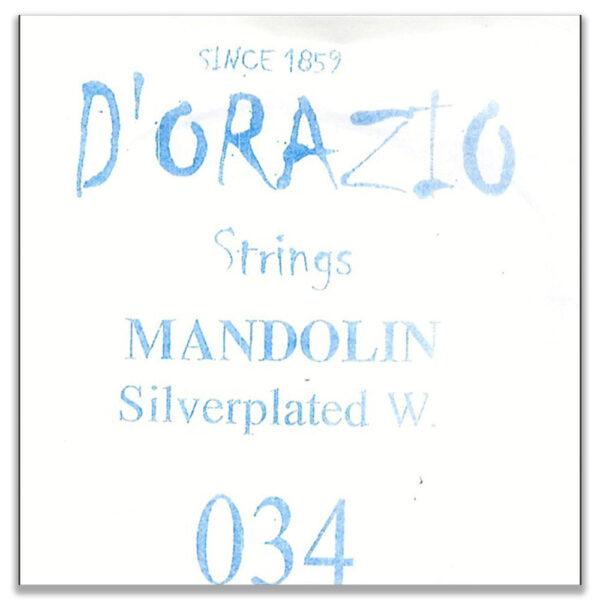 SINCE 1859
D'ORAZIO
Strings
MANDOLIN
Silverplated W.
034